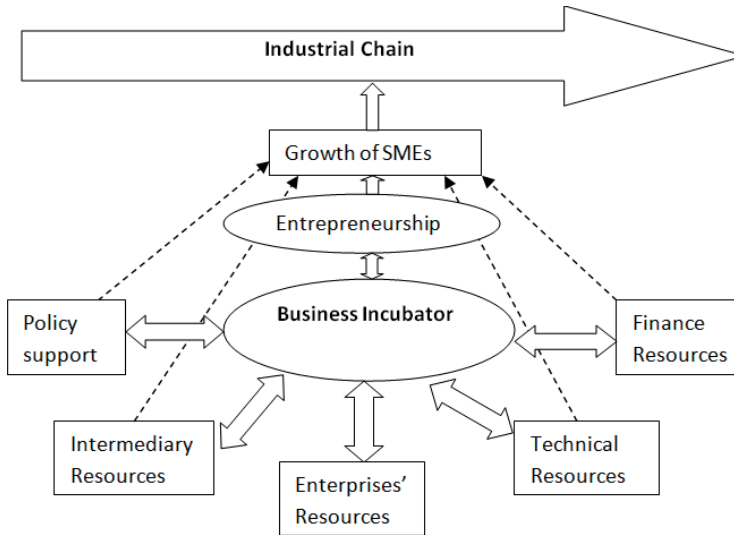 Industrial Chain
Growth of SMEs
Entrepreneurship
Business Incubator
Policy
support
Finance
Resources
Intermediary
Resources
Technical
Resources
Enterprises’
Resources